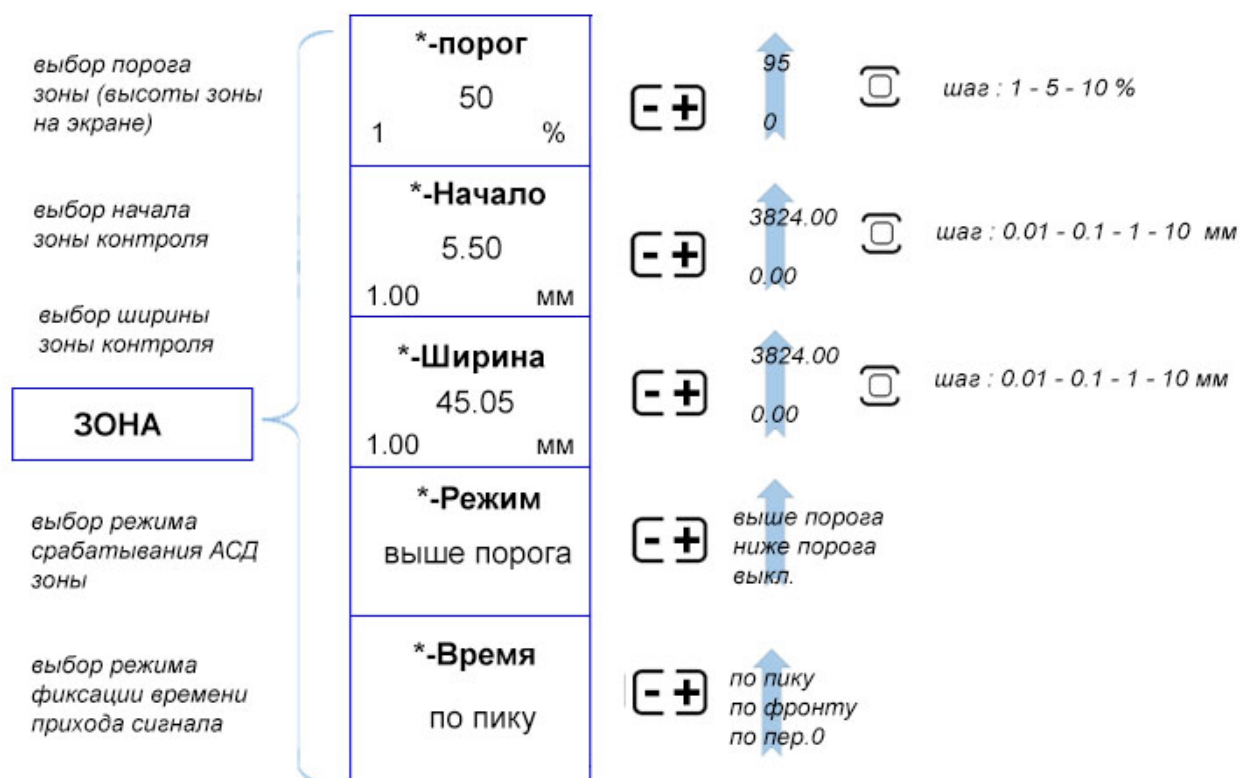 выбор порога
зоны (высоты зоны
на экране)
*-порог
50
1 %
95
0
шаг : 1 - 5 - 10 %
выбор начала
зоны контроля
*-Начало
5.50
1.00 мм
3824.00
0.00
шаг : 0.01 - 0.1 - 1 - 10 мм
выбор ширины
зоны контроля
*-Ширина
45.05
1.00 мм
3824.00
0.00
шаг : 0.01 - 0.1 - 1 - 10 мм
ЗОНА
выбор режима
срабатывания АСД
зоны
*-Режим
выше порога
выше порога
ниже порога
выкл.
выбор режима
фиксации времени
прихода сигнала
*-Время
по пику
по пику
по фронту
по пер.0